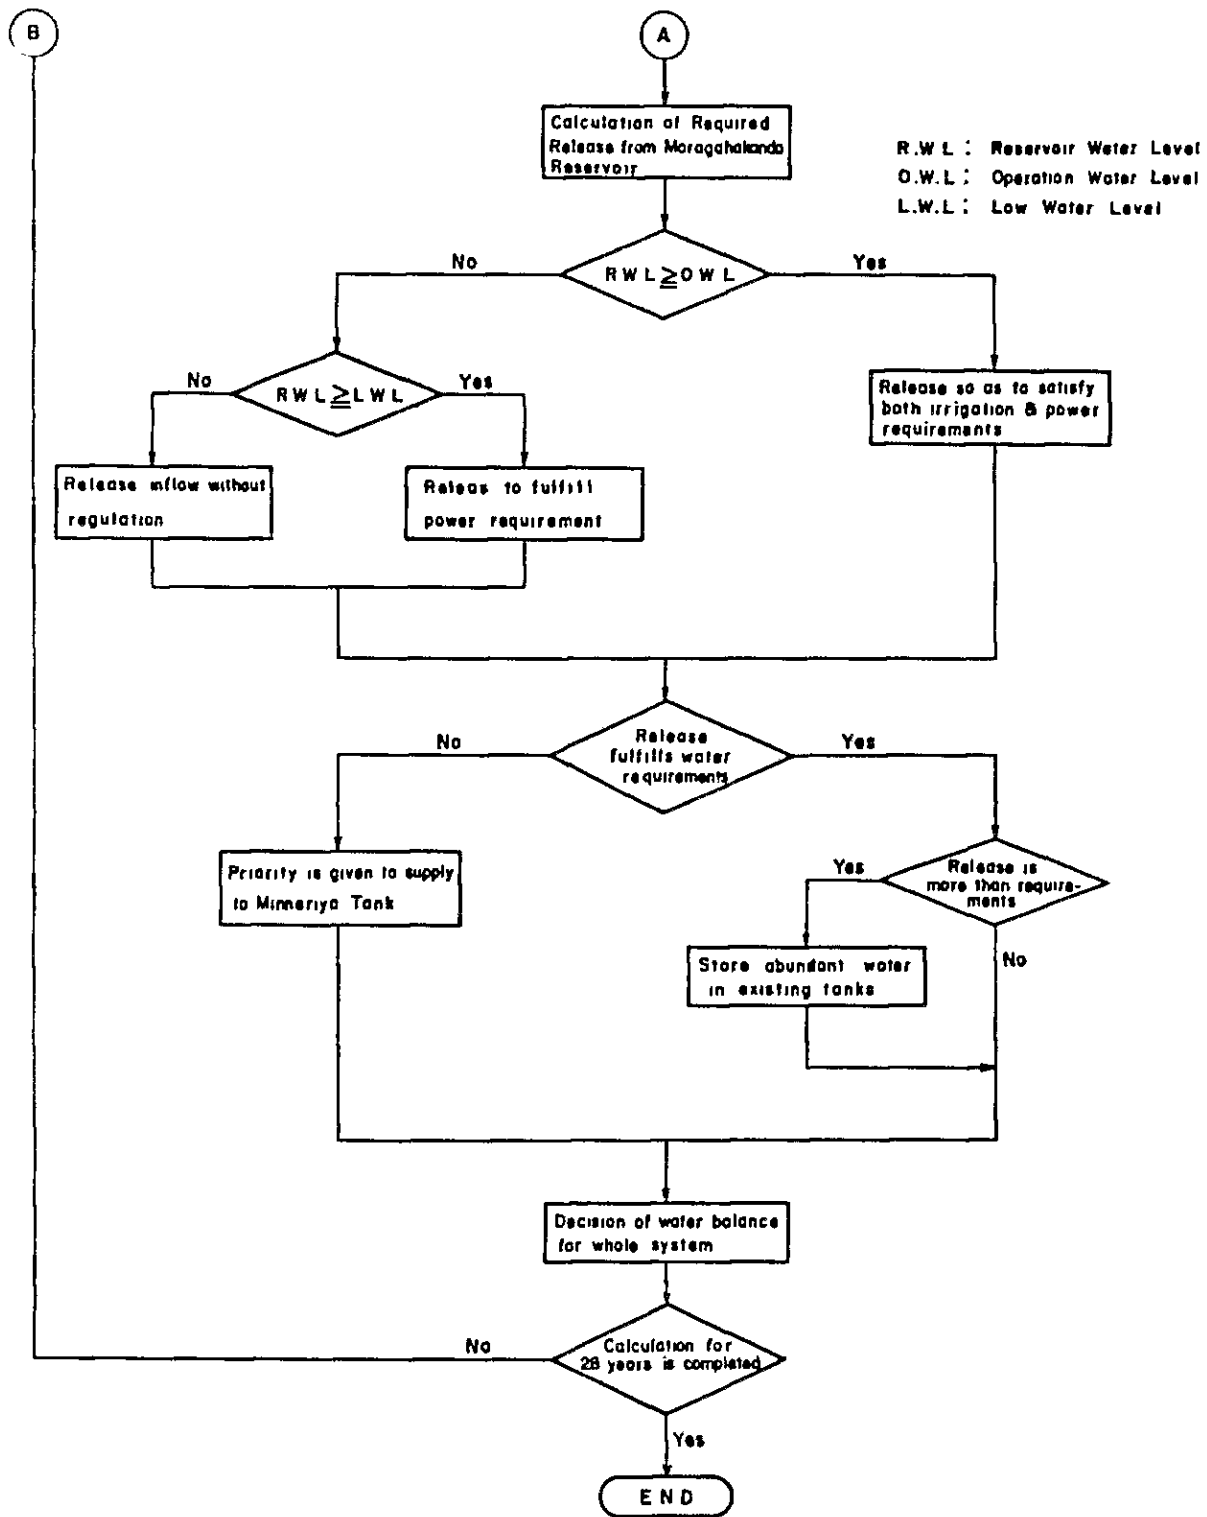 B
A
Calculation of Required
Release from Moragahakanda
Reservoir
R.W.L : Reservoir Water Level
O.W.L : Operation Water Level
L.W.L : Low Water Level
No
RWL≧OWL
Yes
No
RWL≧LWL
Yes
Release so as to satisfy
both irrigation & power
requirements
Release inflow without
regulation
Releas to fulfill
power requirement
No
Release
fulfills water
requirements
Yes
Priority is given to supply
to Minneriya Tank
Yes
Release is
more than require-
ments
No
Store abundant water
in existing tanks
Decision of water balance
for whole system
No
Calculation for
28 years is completed
Yes
END